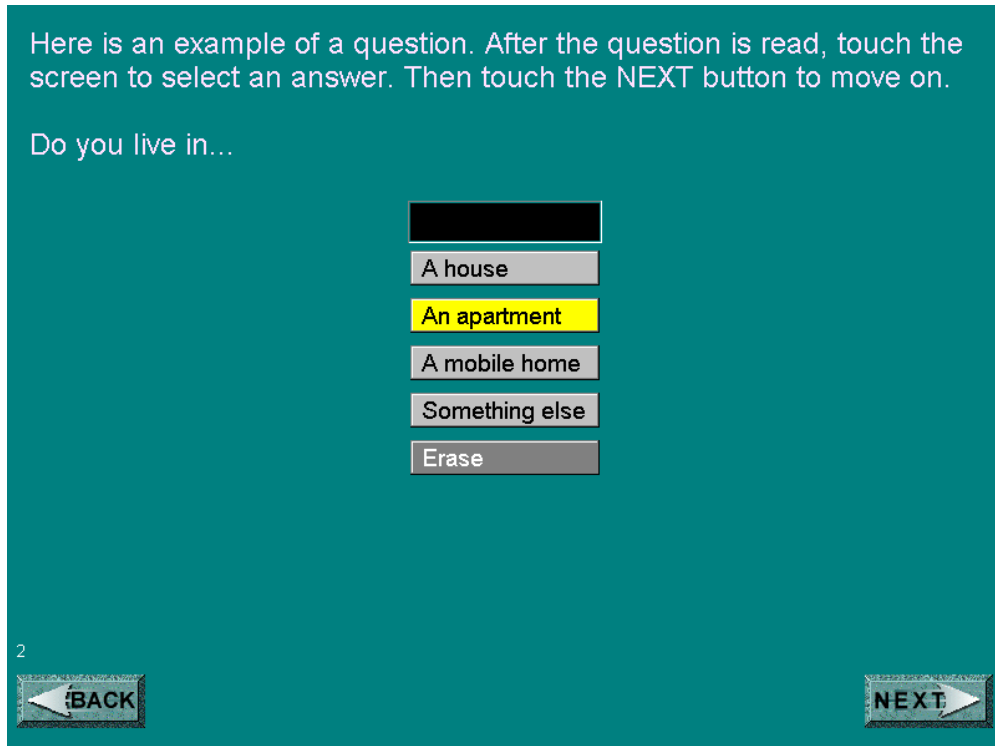 Here is an example of a question. After the question is read, touch the
screen to select an answer. Then touch the NEXT button to move on.
Do you live in...
A house
An apartment
A mobile home
Something else
Erase
2
BACK
NEXT